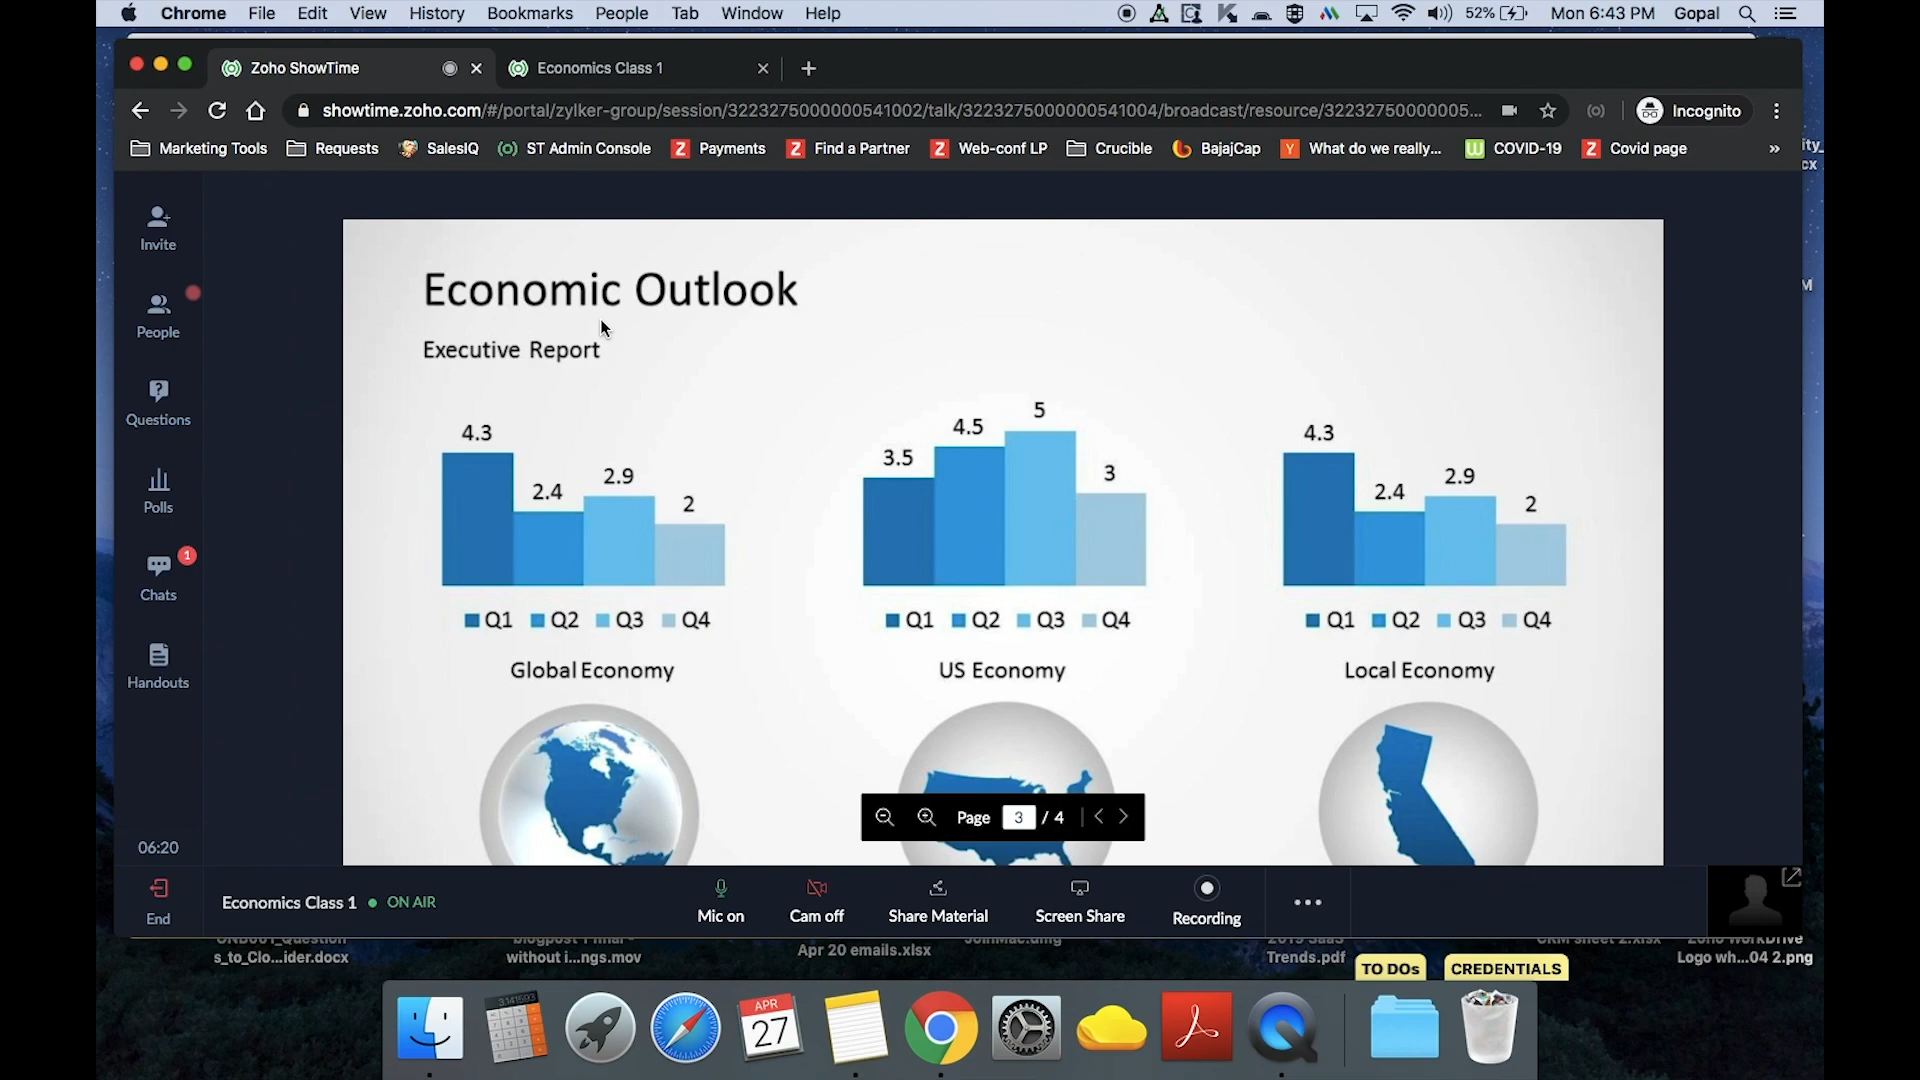 Chrome File Edit View History Bookmarks People Tab Window Help 52% Mon 6:43 PM Gopal
Zoho ShowTime Economics Class 1
showtime.zoho.com/#/portal/zylker-group/session/3223275000000541002/talk/3223275000000541004/broadcast/resource/32232750000005... Incognito
Marketing Tools Requests SalesIQ ST Admin Console Payments Find a Partner Web-conf LP Crucible BajajCap What do we really... COVID-19 Covid page »
Invite
People
Questions
Polls
1
Chats
Handouts
06:20
End
Economic Outlook
Executive Report
4.3 2.4 2.9 2
3.5 4.5 5 3
4.3 2.4 2.9 2
Q1 Q2 Q3 Q4
Q1 Q2 Q3 Q4
Q1 Q2 Q3 Q4
Global Economy
US Economy
Local Economy
Page 3 / 4
Economics Class 1 ON AIR Mic on Cam off Share Material Screen Share Recording
s_to_Clo...ider.docx
without i...ngs.mov
Apr 20 emails.xlsx
Trends.pdf
Logo wh...04 2.png
TO DOs
CREDENTIALS
3.141593
APR
27